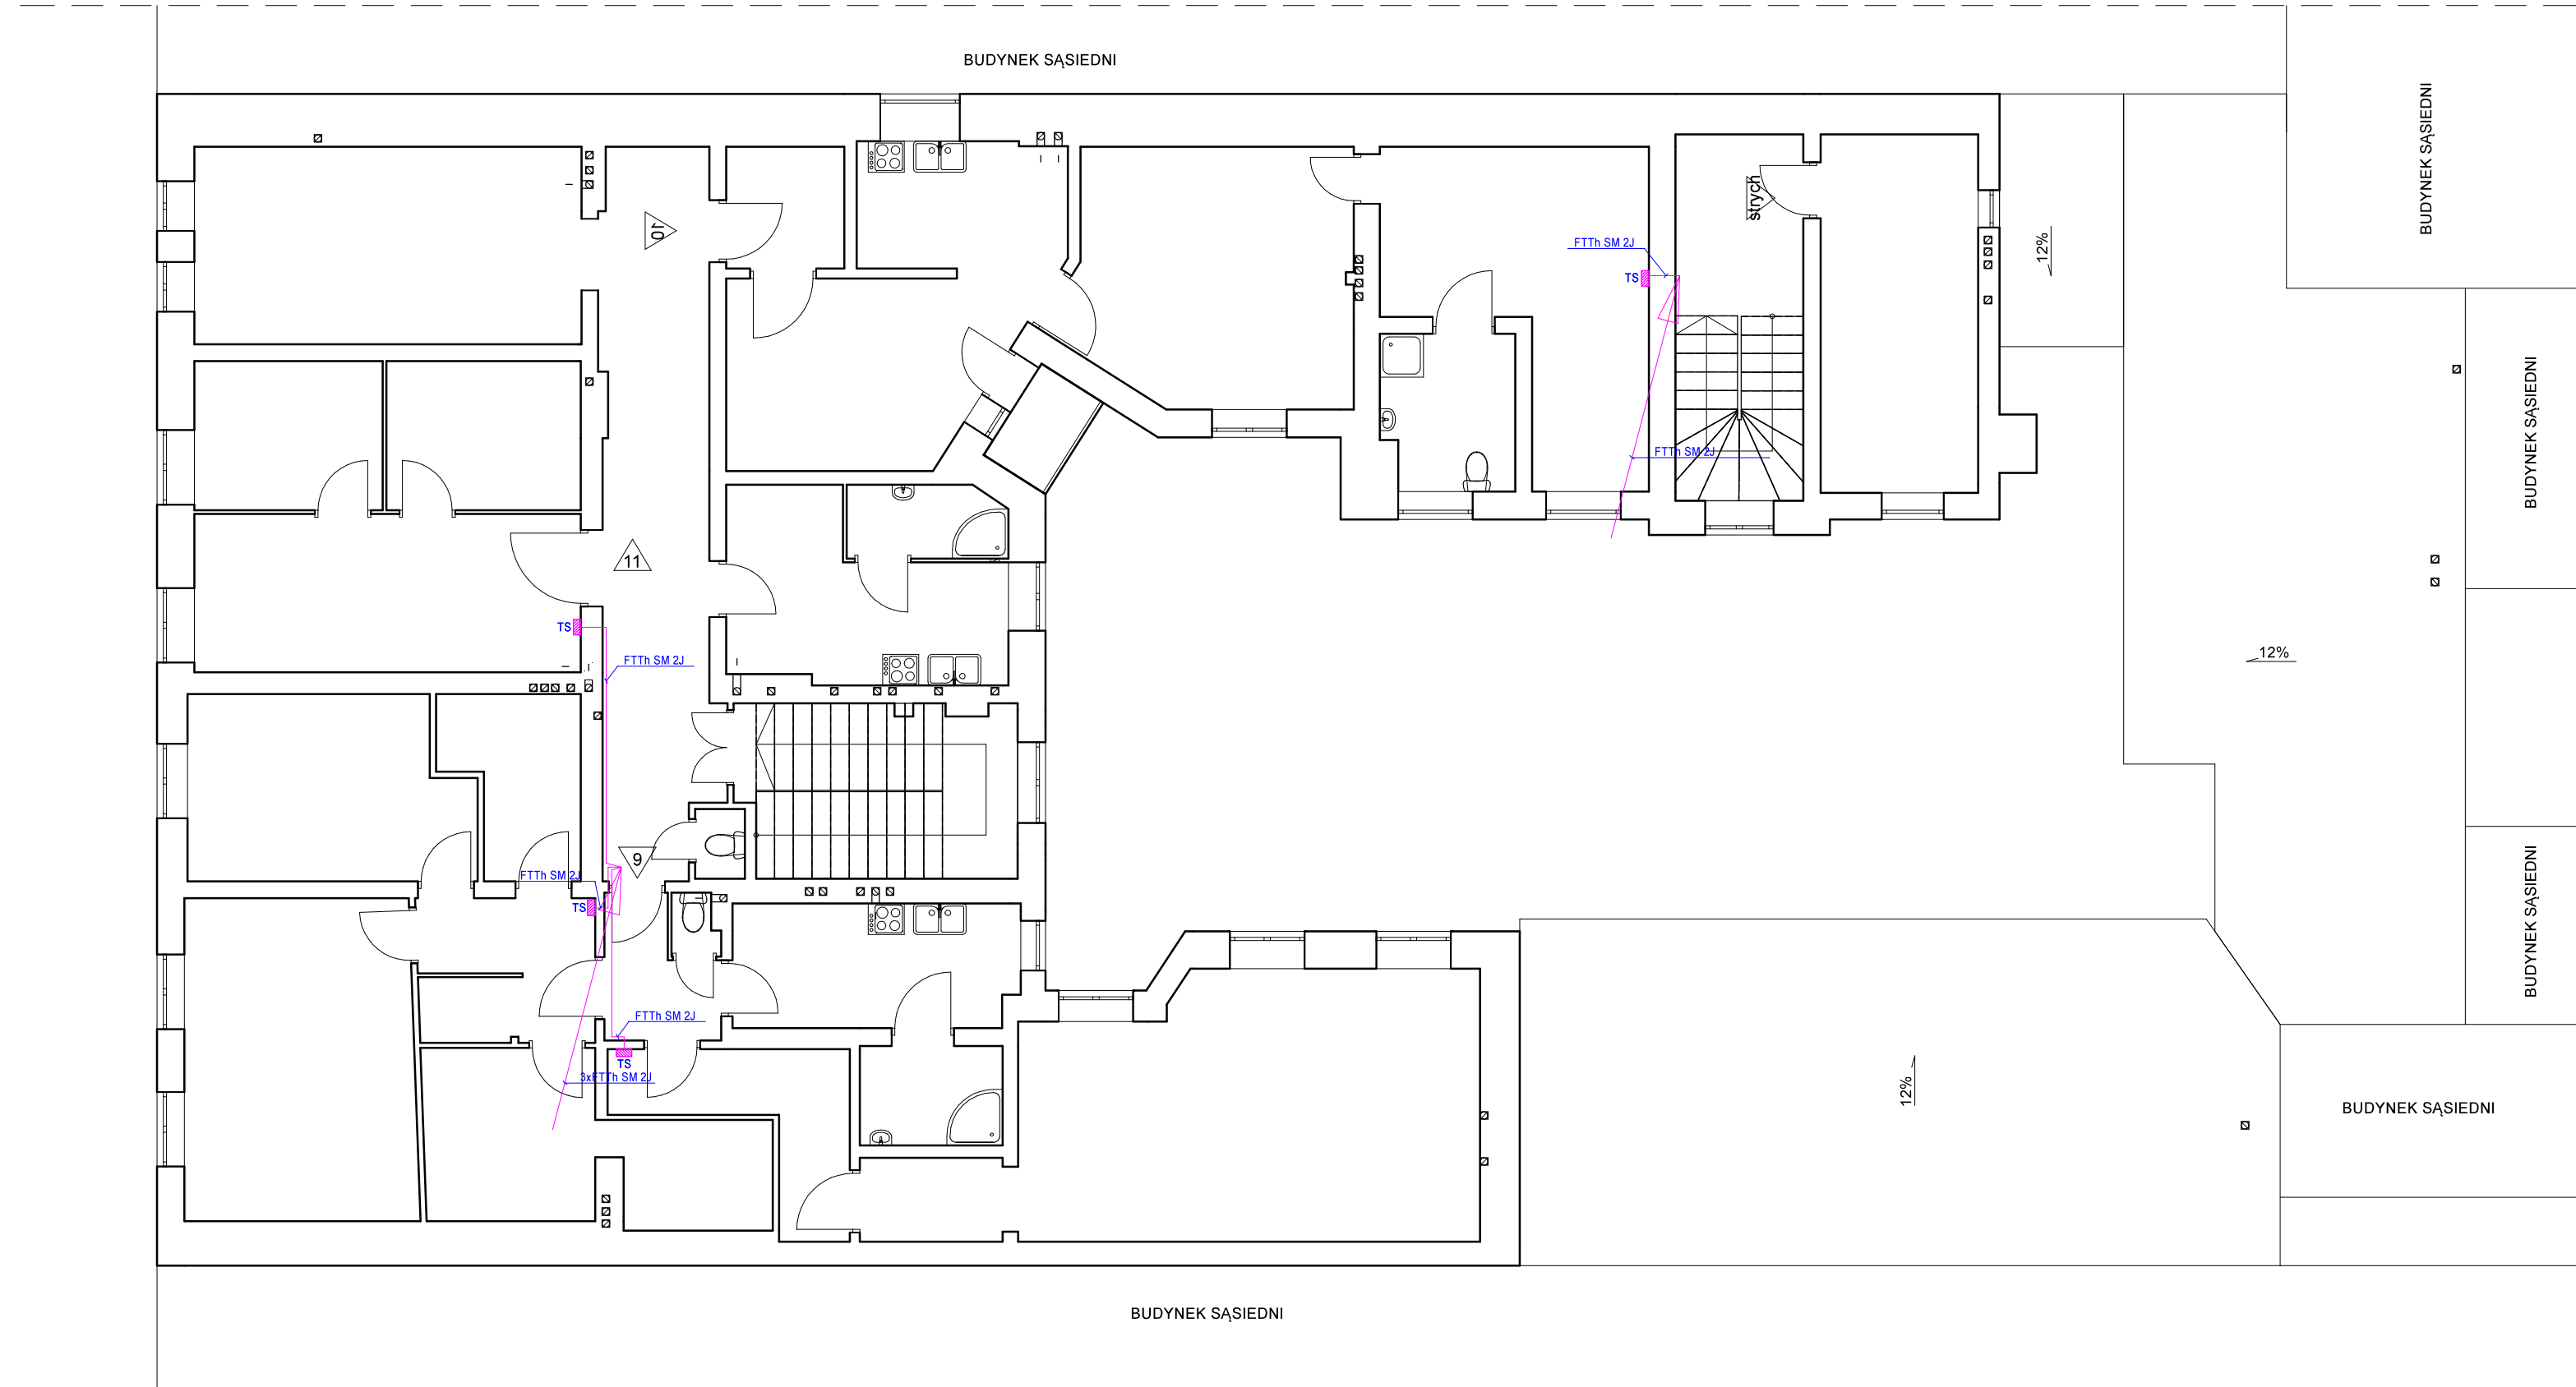 BUDYNEK SĄSIEDNI
BUDYNEK SĄSIEDNI
strych
10
FTTh SM 2J
TS
12%
BUDYNEK SĄSIEDNI
FTTh SM 2J
11
TS
FTTh SM 2J
12%
9
FTTh SM 2J
TS
BUDYNEK SĄSIEDNI
FTTh SM 2J
TS
3xFTTh SM 2J
12%
BUDYNEK SĄSIEDNI
BUDYNEK SĄSIEDNI